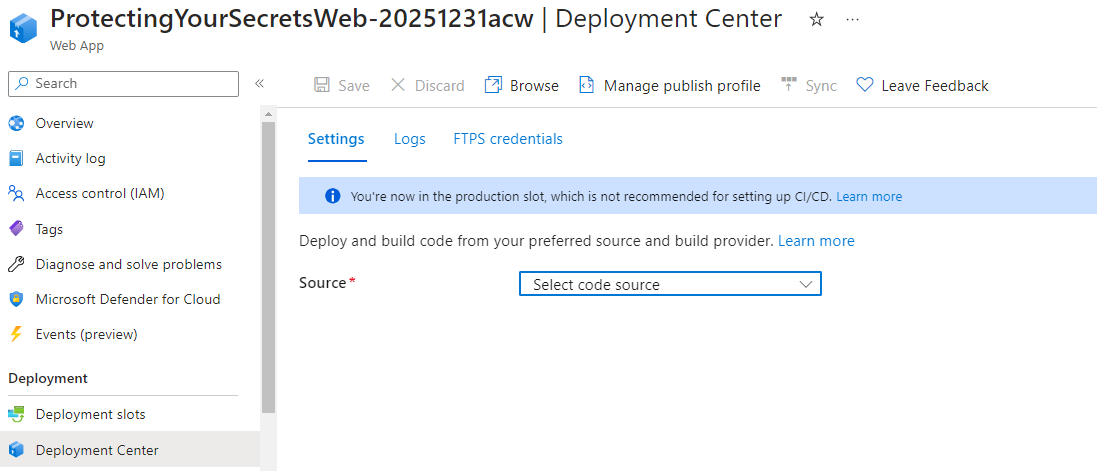 ProtectingYourSecretsWeb-20251231acw | Deployment Center
Web App
Search
Save
Discard
Browse
Manage publish profile
Sync
Leave Feedback
Overview
Activity log
Access control (IAM)
Tags
Diagnose and solve problems
Microsoft Defender for Cloud
Events (preview)
Deployment
Deployment slots
Deployment Center
Settings
Logs
FTPS credentials
You're now in the production slot, which is not recommended for setting up CI/CD. Learn more
Deploy and build code from your preferred source and build provider. Learn more
Source*
Select code source